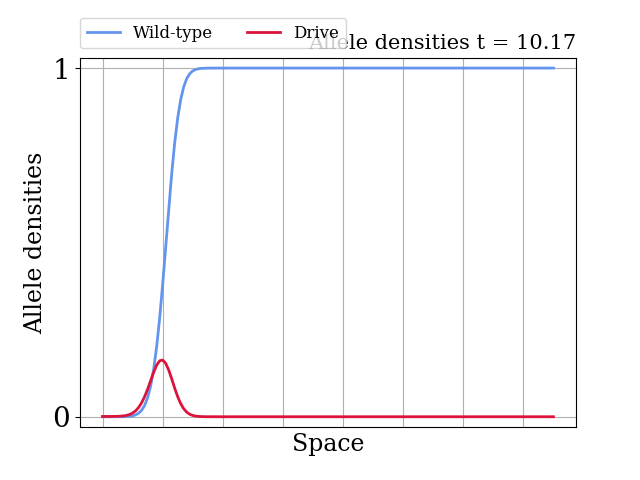 Wild-type Drive
Allele densities t = 10.17
1
Allele densities
0
Space